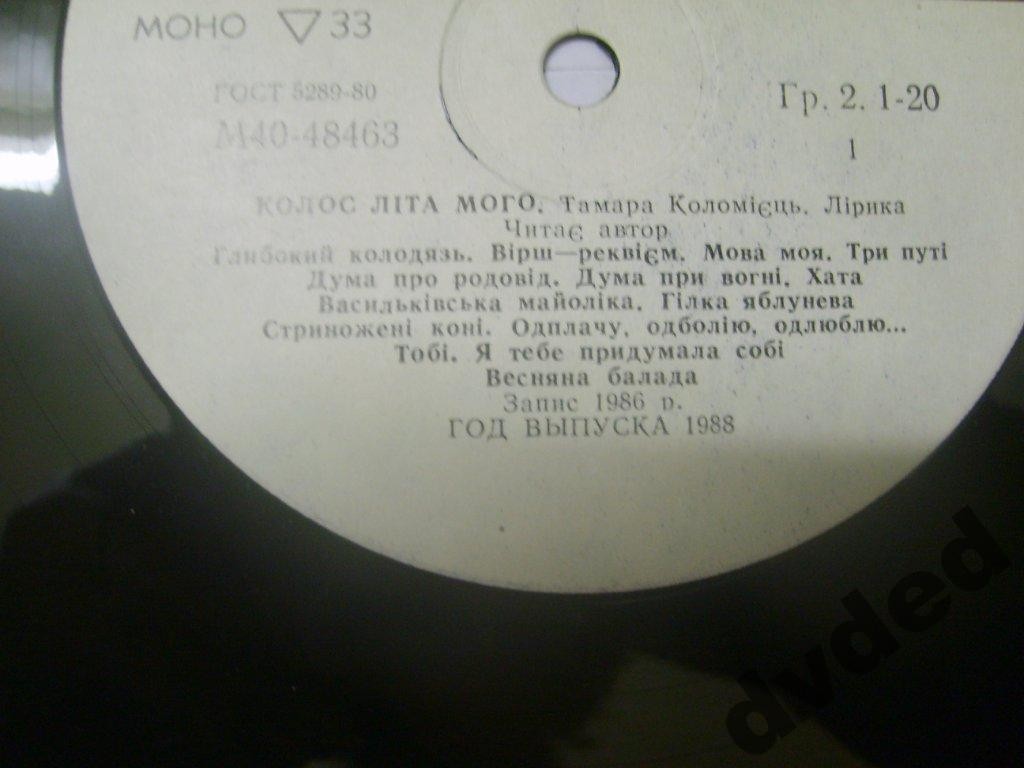 МОНО ▽ 33
ГОСТ 5289-80
М40-48463
Гр. 2. 1-20
1
КОЛОС ЛІТА МОГО. Тамара Коломієць. Лірика
Читає автор
Глибокий колодязь. Вірш—реквієм. Мова моя. Три путі
Дума про родовід. Дума при вогні. Хата
Васильківська майоліка. Гілка яблунева
Стриножені коні. Одплачу, одболію, одлюблю...
Тобі. Я тебе придумала собі
Весняна балада
Запис 1986 р.
ГОД ВЫПУСКА 1988
dvded